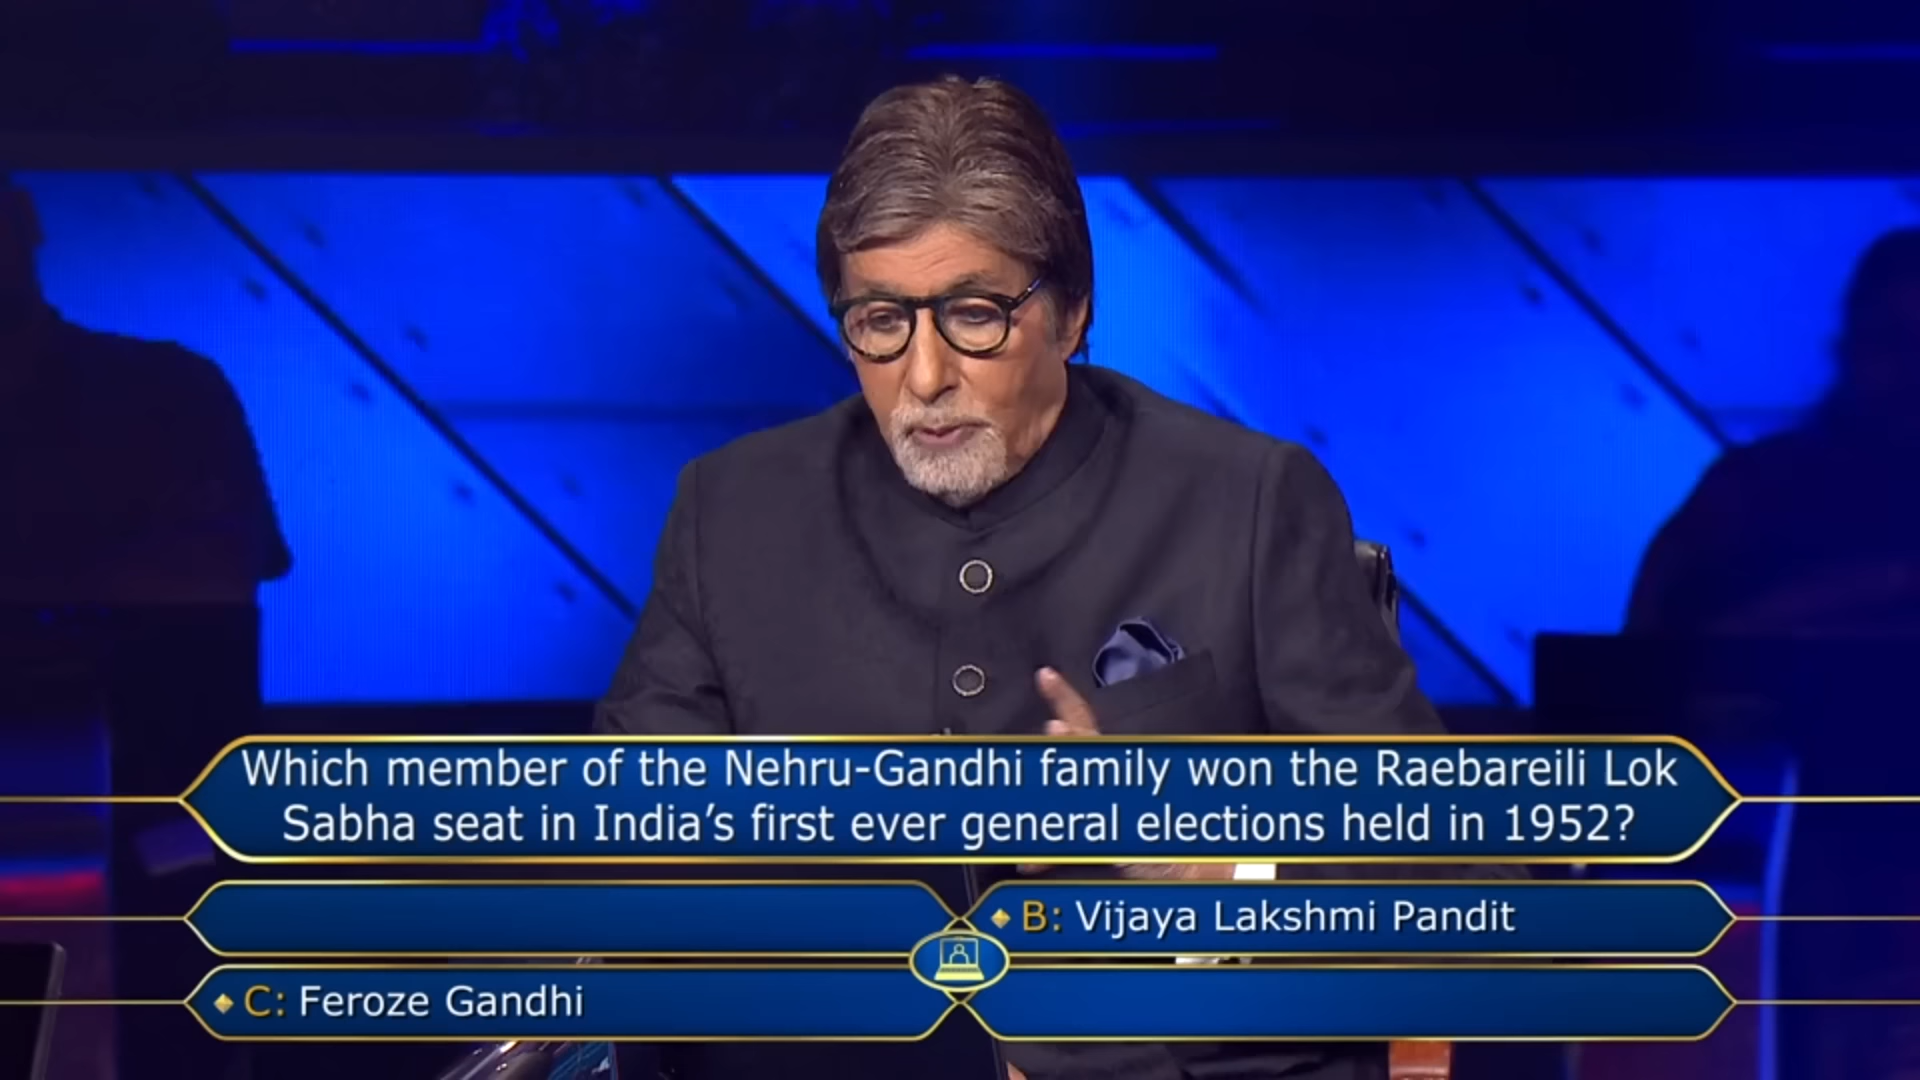 Which member of the Nehru-Gandhi family won the Raebareili Lok
Sabha seat in India's first ever general elections held in 1952?
B: Vijaya Lakshmi Pandit
C: Feroze Gandhi